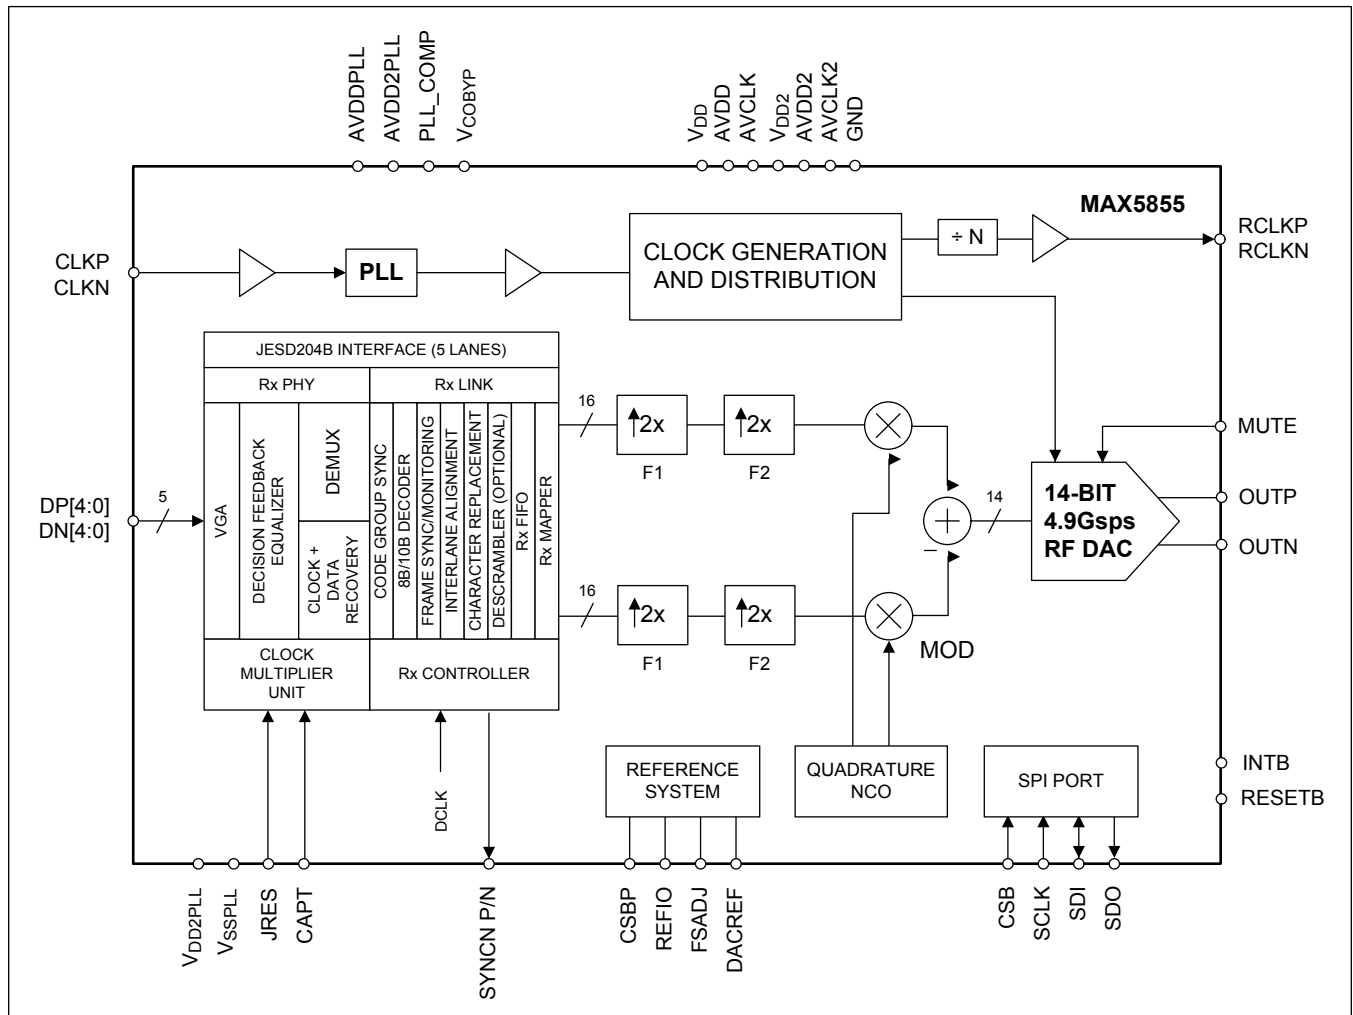 AVDDPLL
AVDD2PLL
PLL_COMP
VCOBYP
VDD
AVDD
AVCLK
VDD2
AVDD2
AVCLK2
GND
MAX5855
CLKP
CLKN
PLL
CLOCK GENERATION
AND DISTRIBUTION
÷ N
RCLKP
RCLKN
JESD204B INTERFACE (5 LANES)
Rx PHY
Rx LINK
VGA
DECISION FEEDBACK
EQUALIZER
DEMUX
CLOCK +
DATA
RECOVERY
CODE GROUP SYNC
8B/10B DECODER
FRAME SYNC/MONITORING
INTERLANE ALIGNMENT
CHARACTER REPLACEMENT
DESCRAMBLER (OPTIONAL)
Rx FIFO
Rx MAPPER
CLOCK
MULTIPLIER
UNIT
Rx CONTROLLER
DP[4:0]
DN[4:0]
5
16
2x
F1
2x
F2
16
2x
F1
2x
F2
MOD
–
14
14-BIT
4.9Gsps
RF DAC
MUTE
OUTP
OUTN
INTB
RESETB
DCLK
REFERENCE
SYSTEM
QUADRATURE
NCO
SPI PORT
VDD2PLL
VSSPLL
JRES
CAPT
SYNCN P/N
CSBP
REFIO
FSADJ
DACREF
CSB
SCLK
SDI
SDO